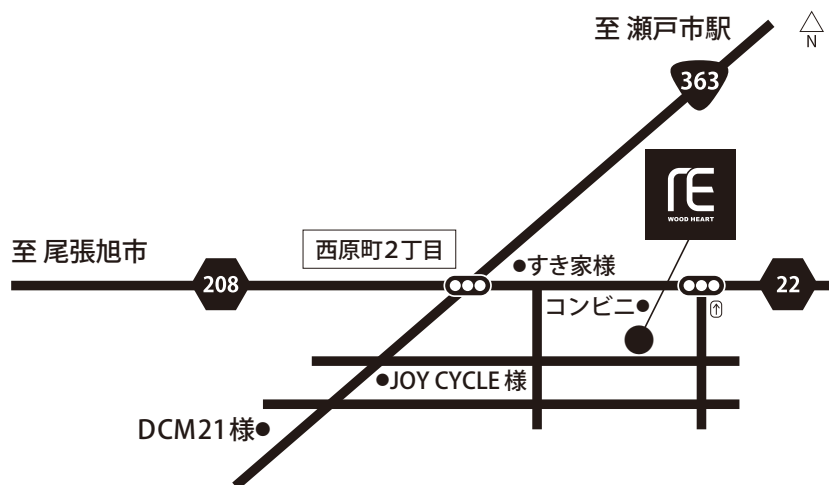 至 瀬戸市駅
N
363
RE
WOOD HEART
西原町2丁目
至 尾張旭市
すき家様
208
22
コンビニ
JOY CYCLE 様
DCM21様